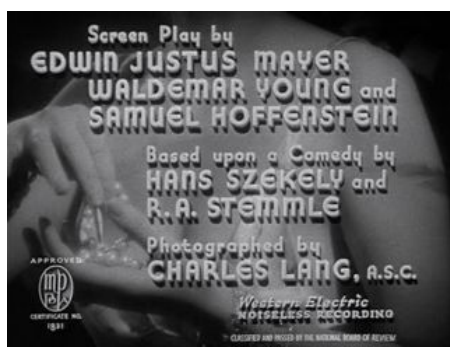 Screen Play by
EDWIN JUSTUS MAYER
WALDEMAR YOUNG and
SAMUEL HOFFENSTEIN
Based upon a Comedy by
HANS SZEKELY and
R.A. STEMMLE
Photographed by
CHARLES LANG, A.S.C.
APPROVED
MPPDA
CERTIFICATE NO.
1821
Western Electric
NOISELESS RECORDING
CLASSIFIED AND PASSED BY THE NATIONAL BOARD OF REVIEW